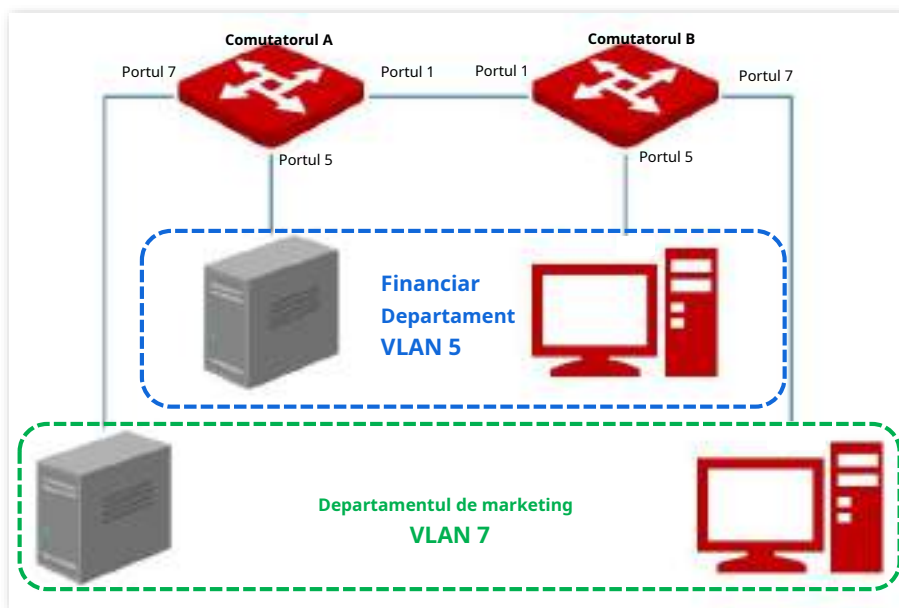 Comutatorul A
Comutatorul B
Portul 7
Portul 1
Portul 1
Portul 7
Portul 5
Portul 5
Financiar
Departament
VLAN 5
Departamentul de marketing
VLAN 7